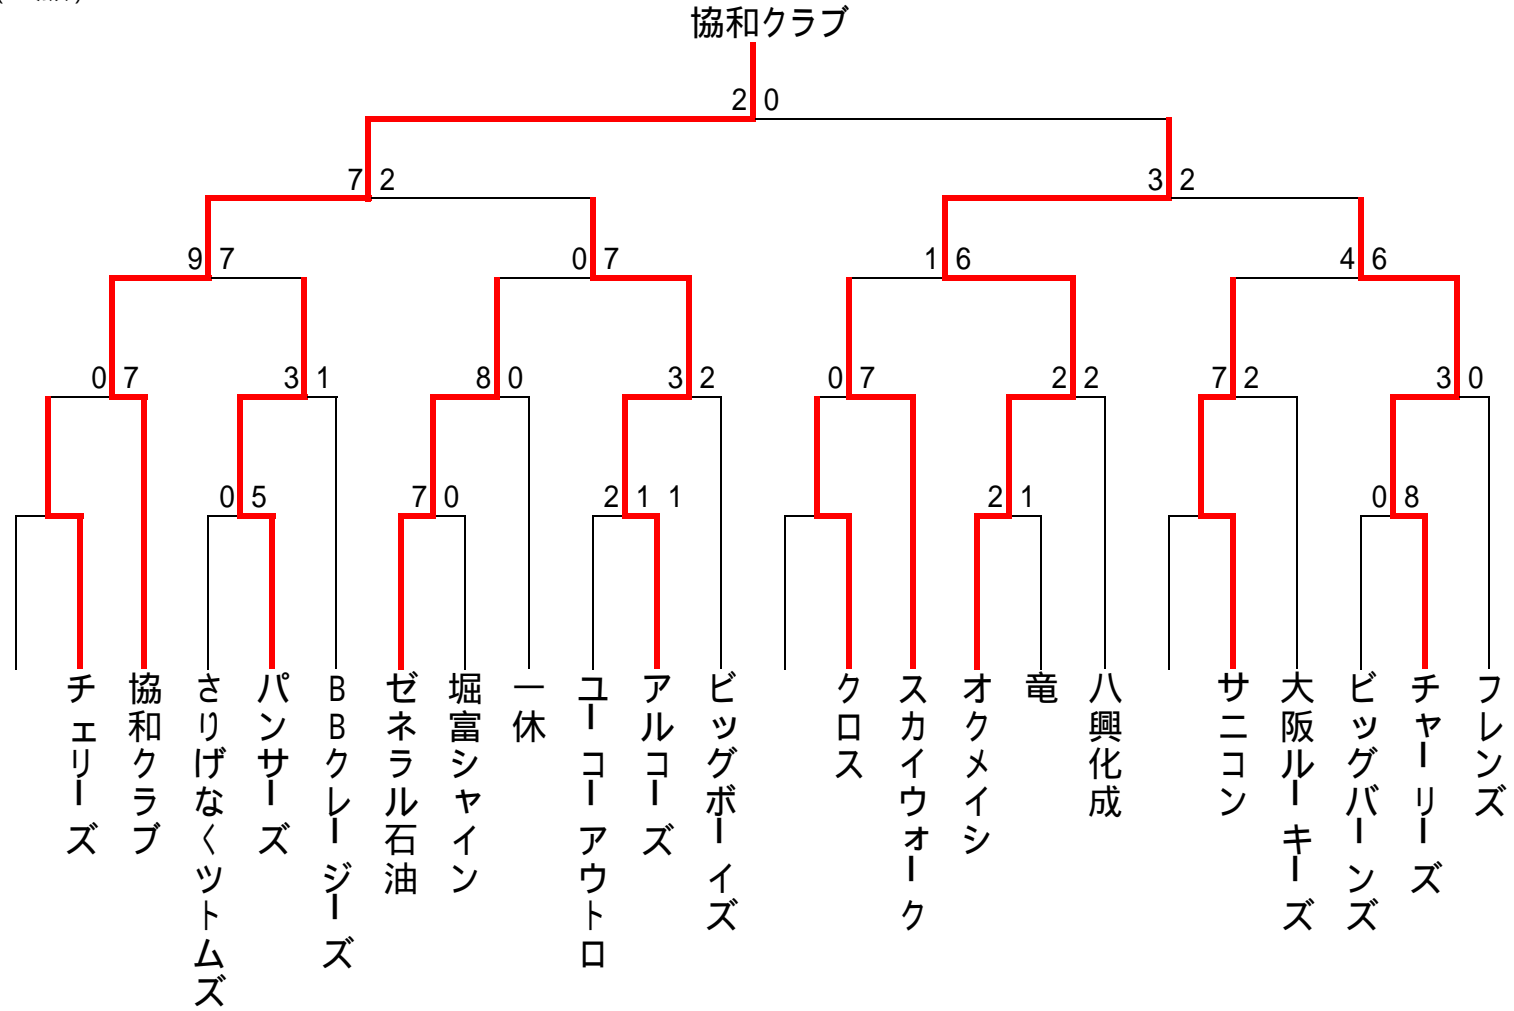 協和クラブ
2 0
7 2
3 2
9 7
0 7
1 6
4 6
0 7
3 1
8 0
3 2
0 7
2 2
7 2
3 0
0 5
7 0
2 1 1
2 1
0 8
チェリーズ
協和クラブ
さりげなくツトムズ
パンサーズ
BBクレージーズ
ゼネラル石油
堀富シャイン
一休
ユーコーアウトロ
アルコーズ
ビッグボーイズ
クロス
スカイウォーク
オクメイシ
竜
八興化成
サニコン
大阪ルーキーズ
ビッグバーンズ
チャーリーズ
フレンズ